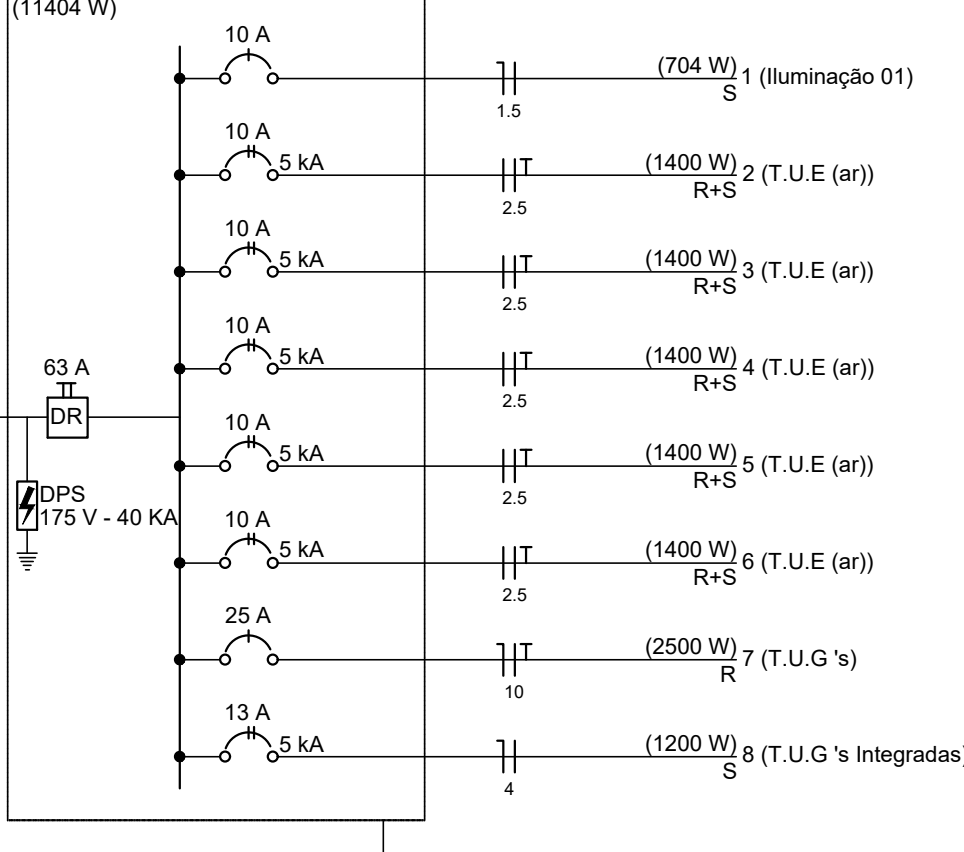 (11404 W)
10 A
(704 W)
1 (Iluminação 01)
S
1.5
10 A
5 kA
(1400 W)
2 (T.U.E (ar))
R+S
T
2.5
10 A
5 kA
(1400 W)
3 (T.U.E (ar))
R+S
T
2.5
10 A
5 kA
(1400 W)
4 (T.U.E (ar))
R+S
T
2.5
63 A
DR
10 A
5 kA
(1400 W)
5 (T.U.E (ar))
R+S
T
2.5
DPS
175 V - 40 KA
10 A
5 kA
(1400 W)
6 (T.U.E (ar))
R+S
T
2.5
25 A
(2500 W)
7 (T.U.G 's)
R
T
10
13 A
5 kA
(1200 W)
8 (T.U.G 's Integradas)
S
4